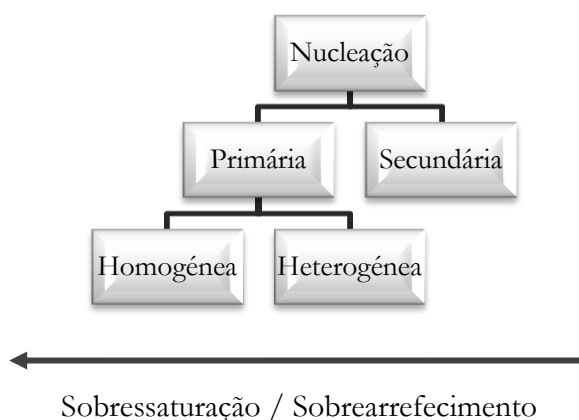 Nucleação
Primária Secundária
Homogénea Heterogénea
Sobressaturação / Sobrearrefecimento